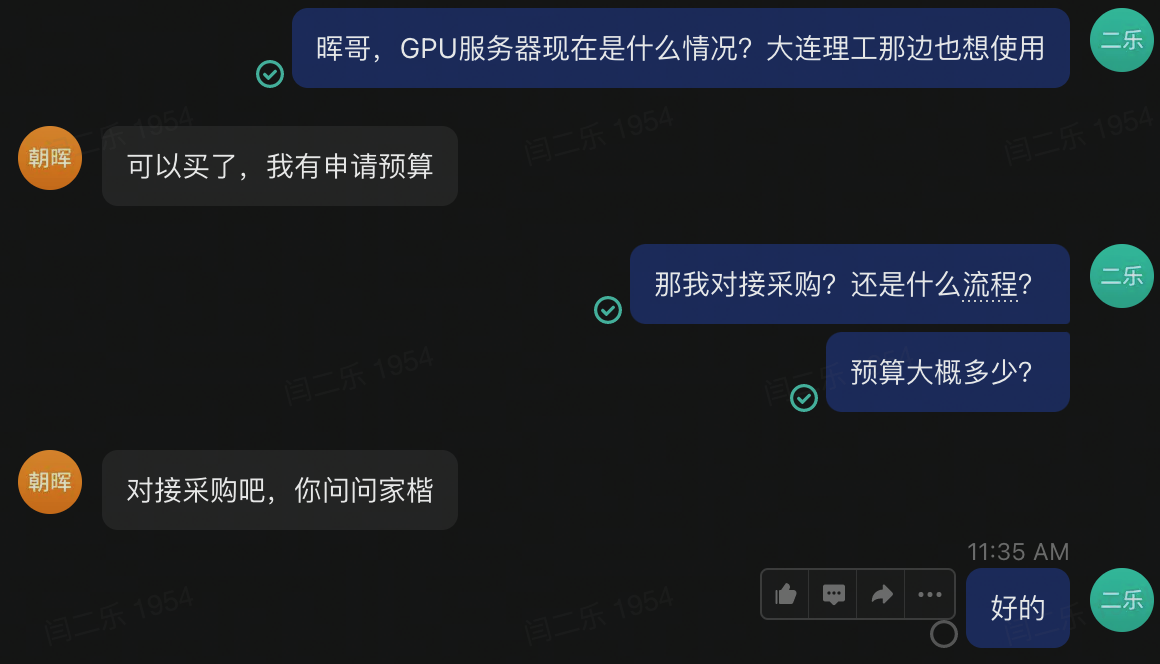 晖哥，GPU服务器现在是什么情况？大连理工那边也想使用
二乐
闫二乐 1954
闫二乐 1954
闫二乐 1954
朝晖
可以买了，我有申请预算
那我对接采购？还是什么流程？
二乐
预算大概多少？
闫二乐 1954
闫二乐
朝晖
对接采购吧，你问问家楷
11:35 AM
好的
二乐
闫二乐 1954
闫二乐 1954
闫二乐